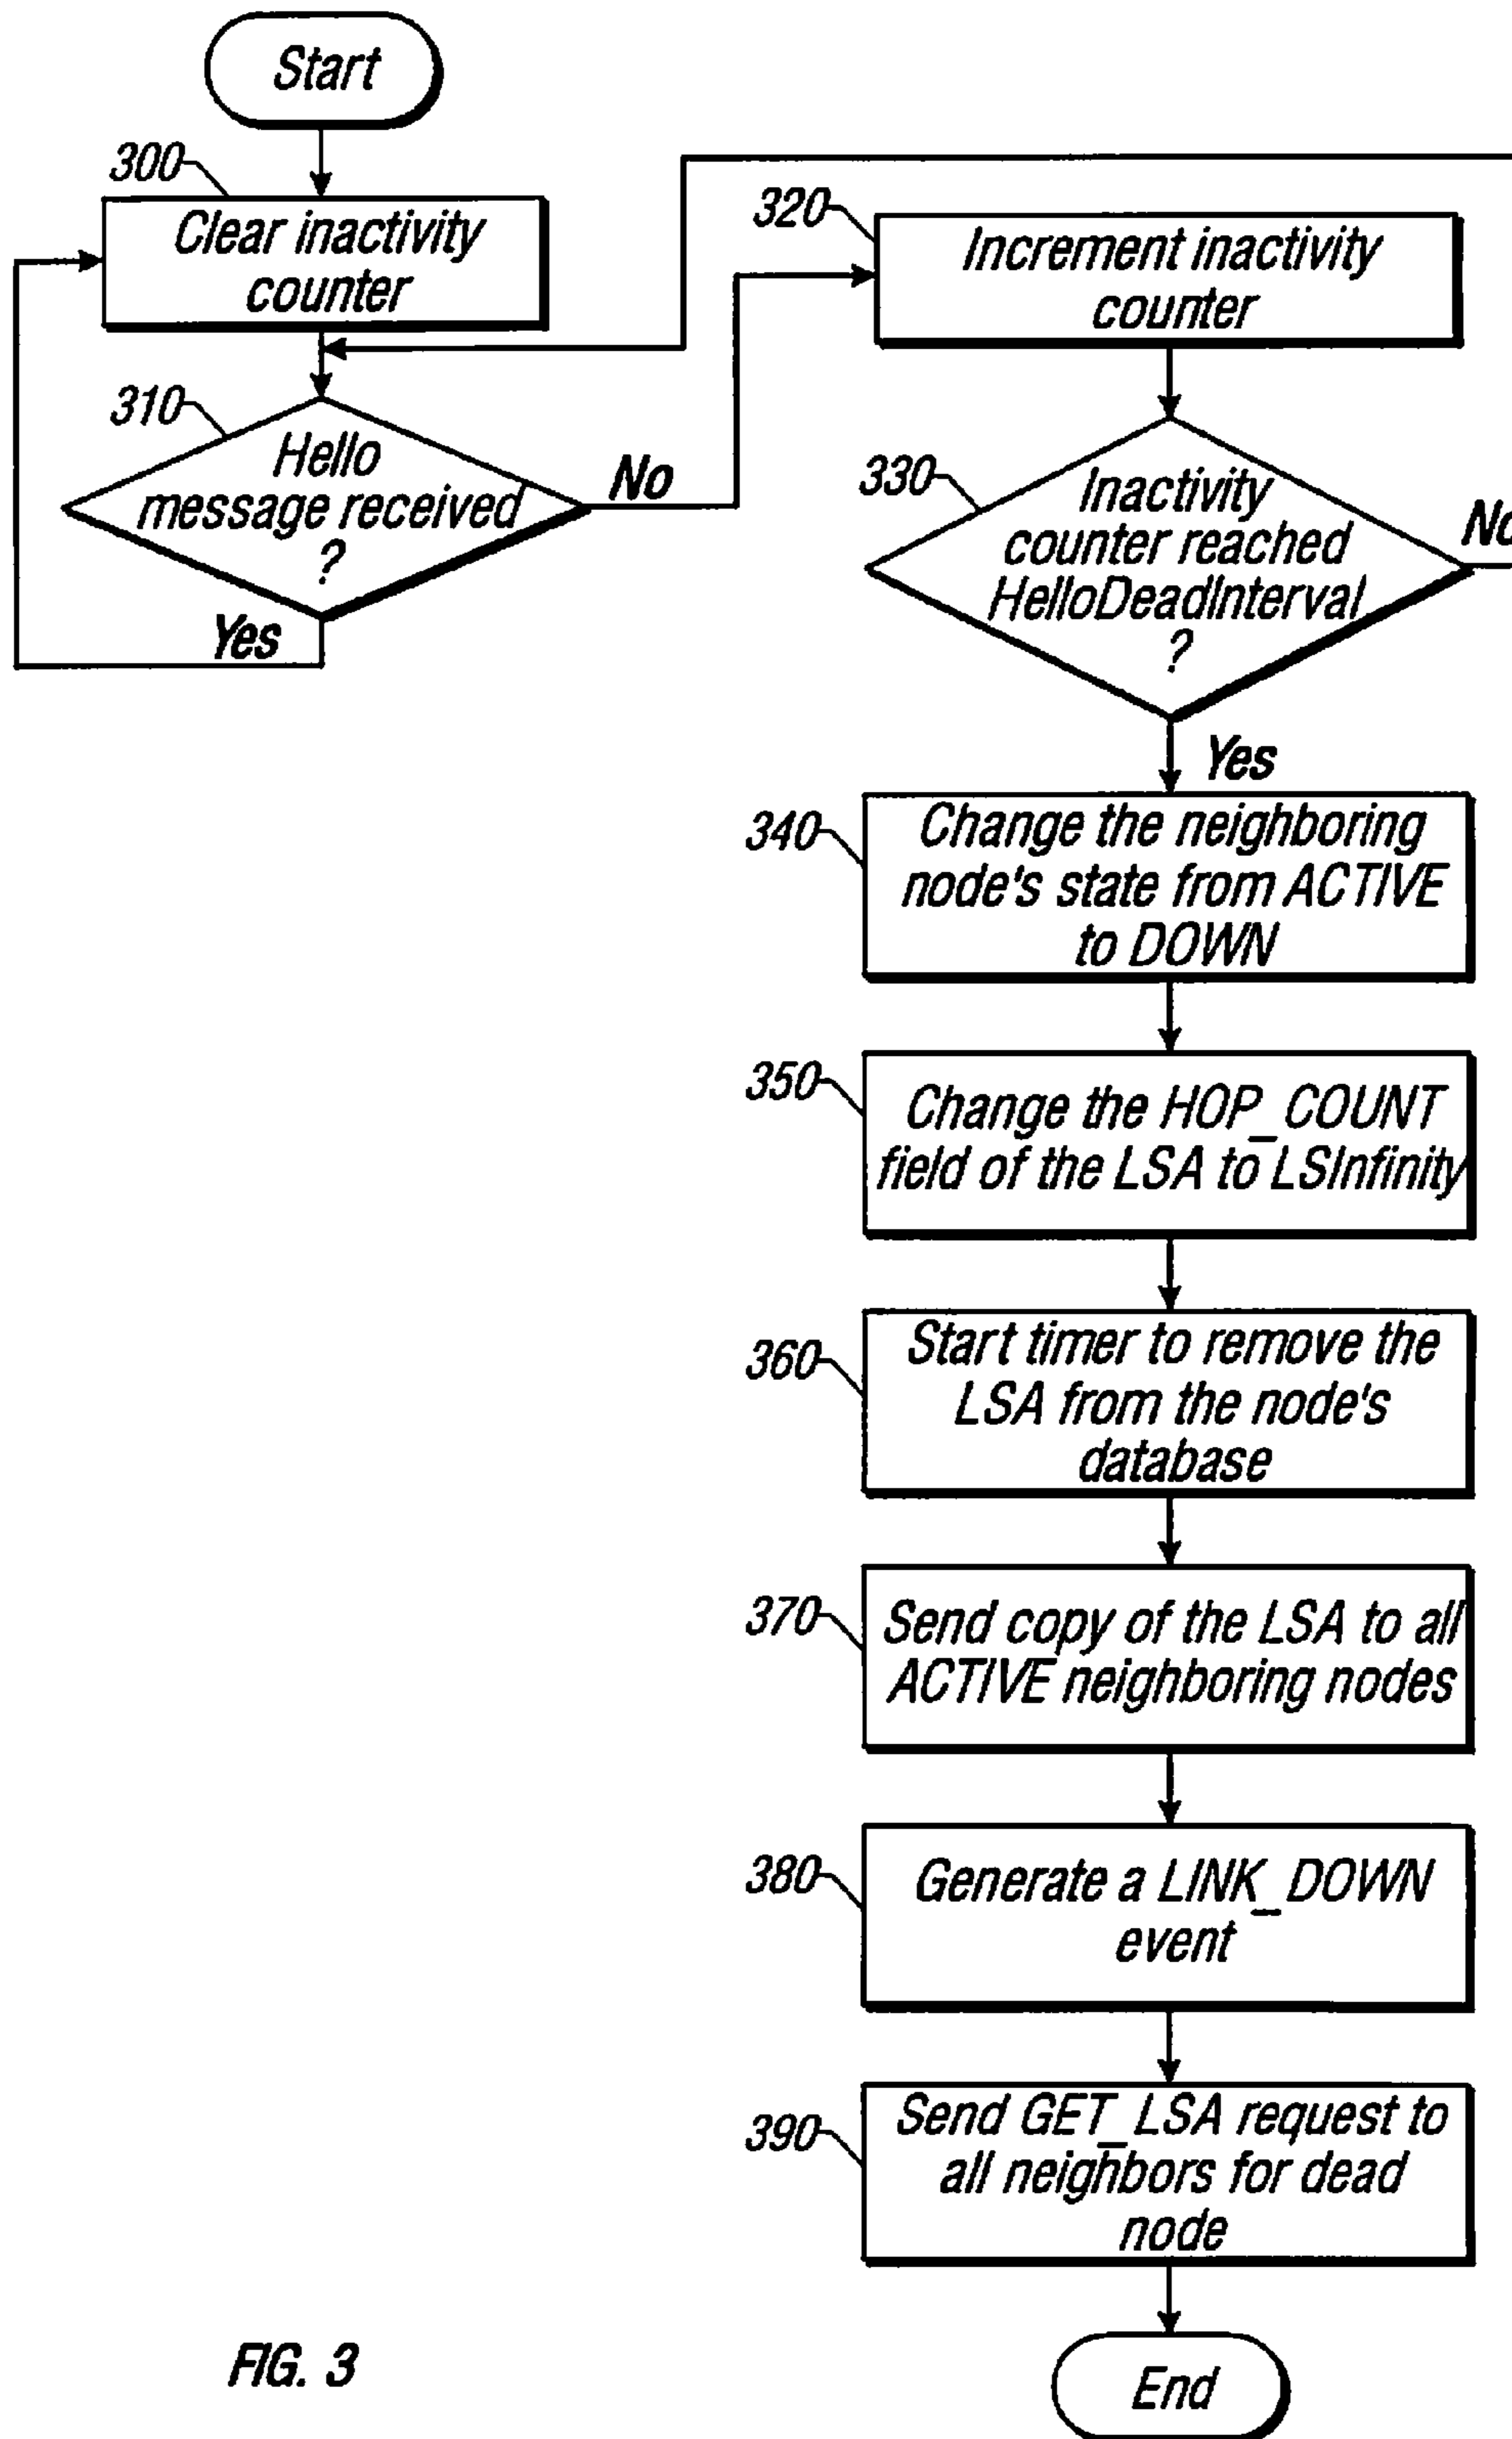 Start
300
Clear inactivity
counter
310
Hello
message received
?
No
Yes
320
Increment inactivity
counter
330
Inactivity
counter reached
HelloDeadInterval
?
No
Yes
340
Change the neighboring
node's state from ACTIVE
to DOWN
350
Change the HOP_COUNT
field of the LSA to LSInfinity
360
Start timer to remove the
LSA from the node's
database
370
Send copy of the LSA to all
ACTIVE neighboring nodes
380
Generate a LINK_DOWN
event
390
Send GET_LSA request to
all neighbors for dead
node
End
FIG. 3